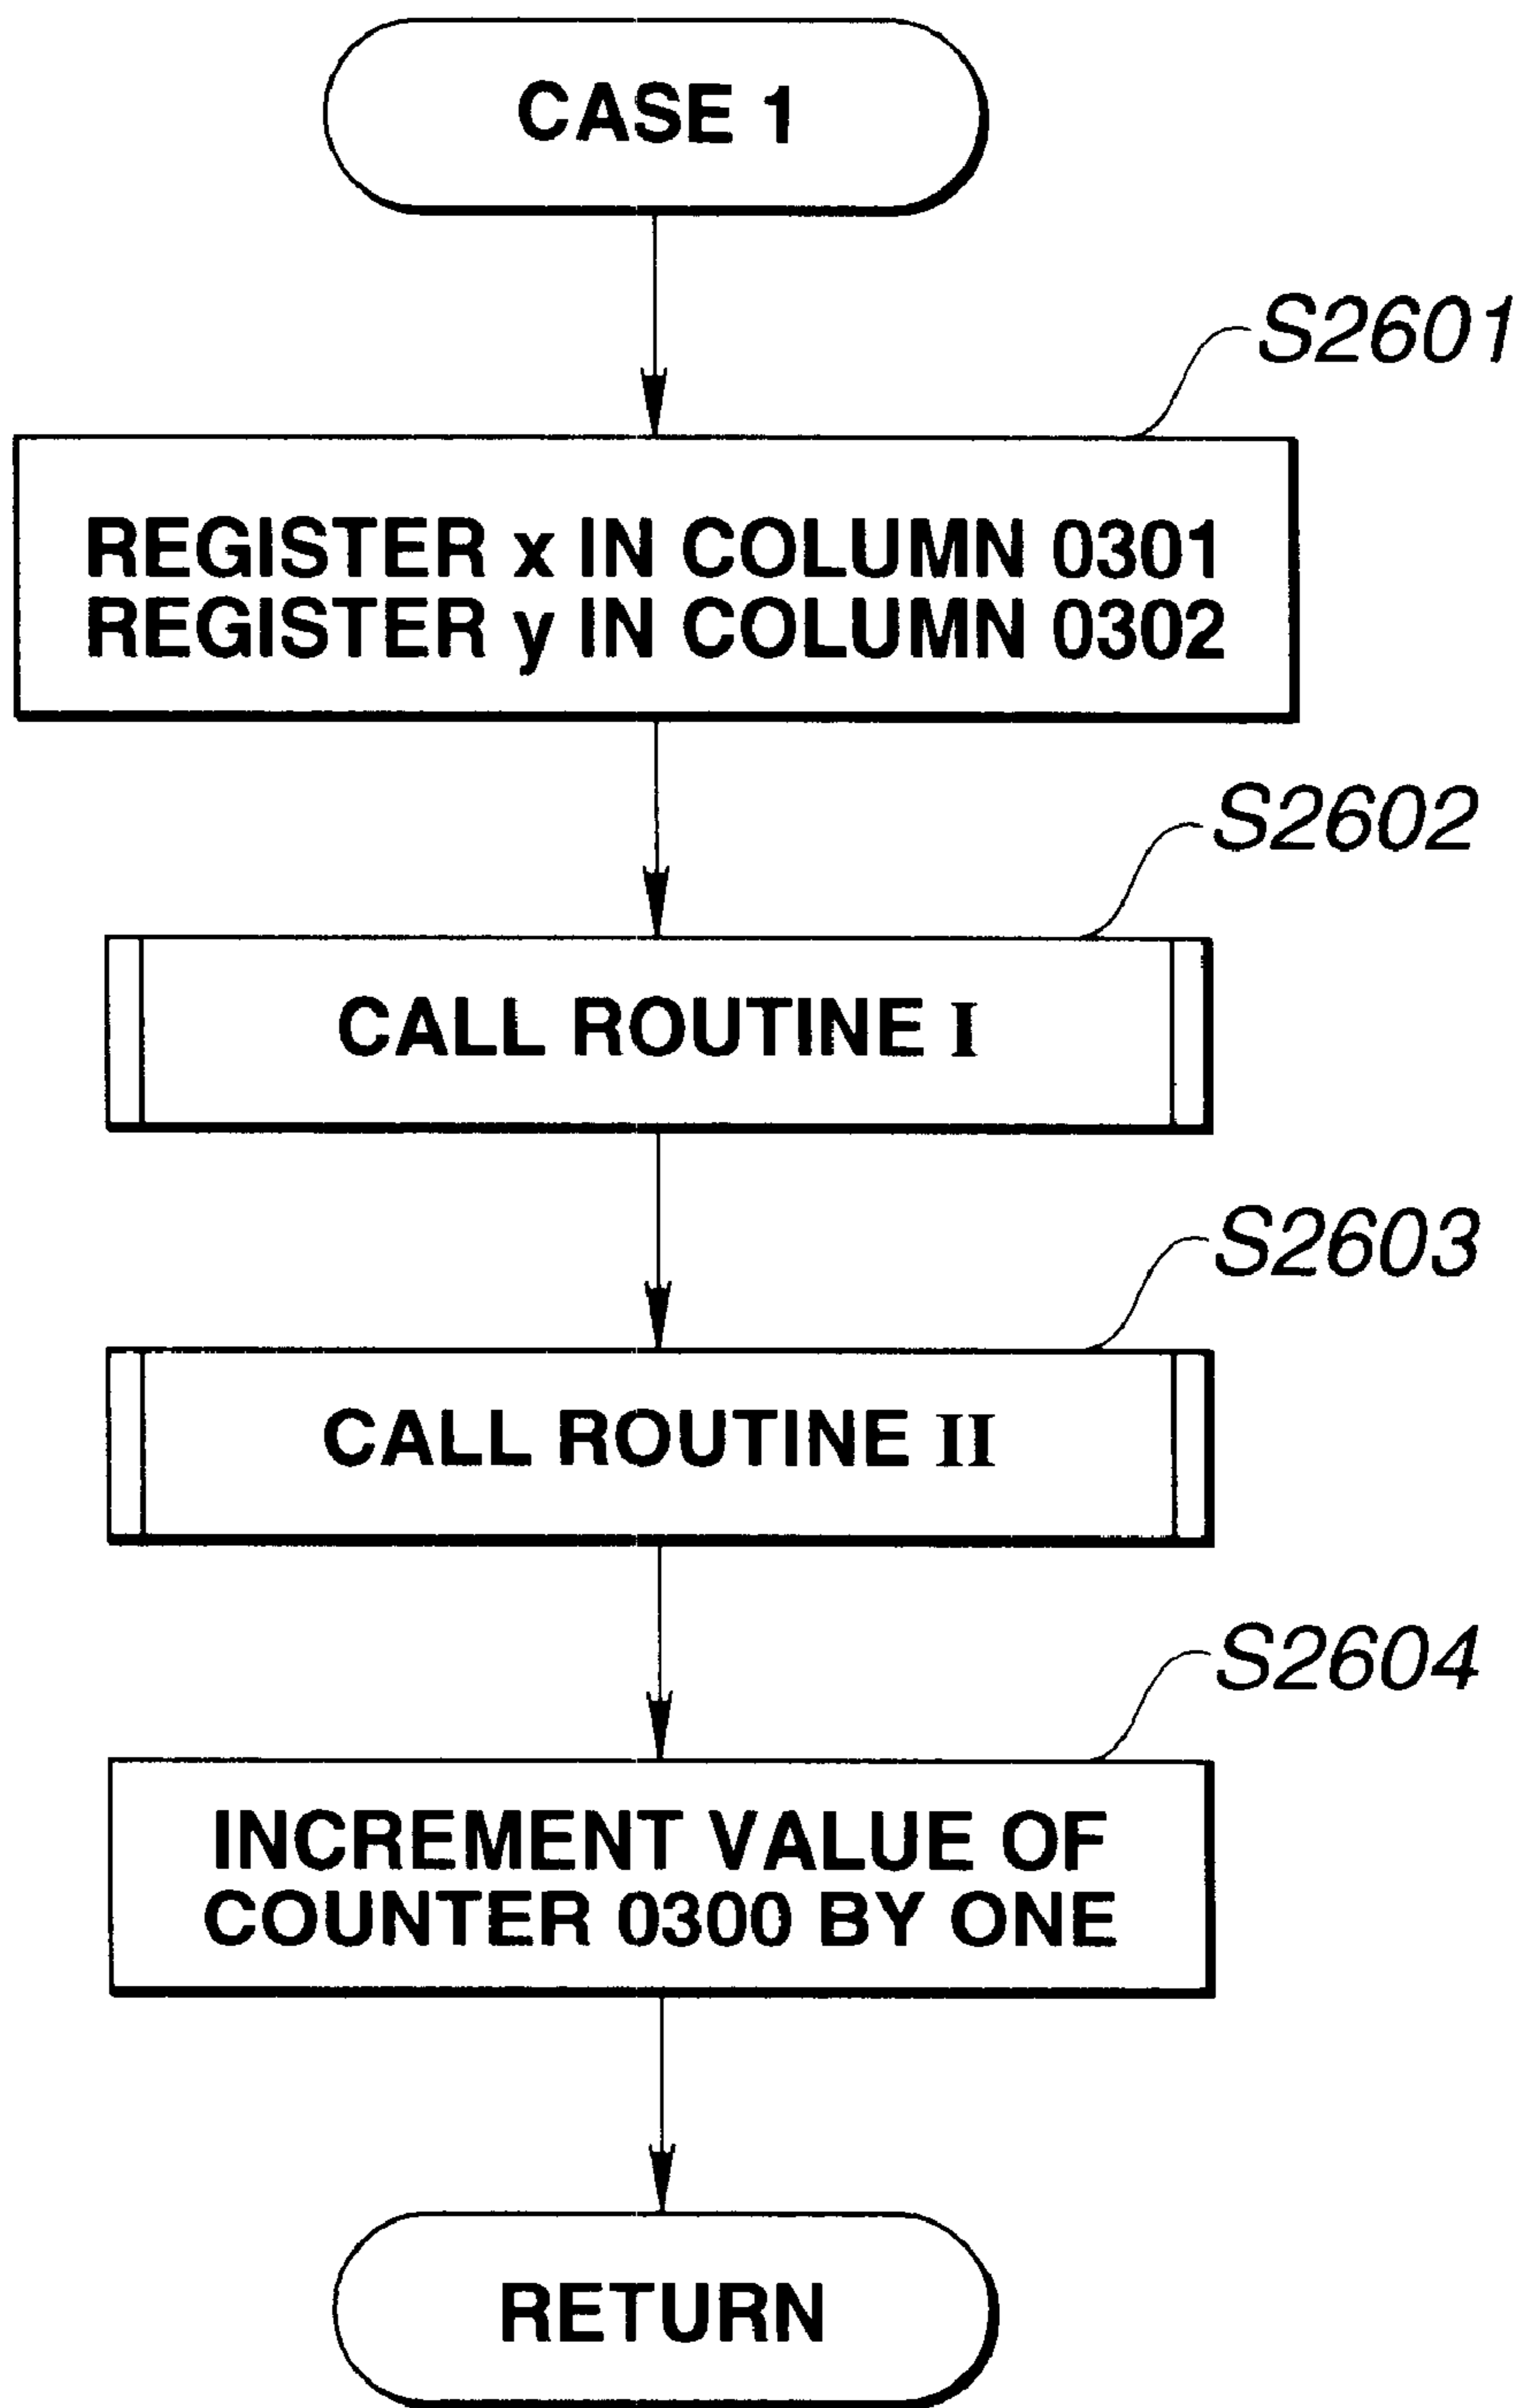 CASE 1
S2601
REGISTER x IN COLUMN 0301
REGISTER y IN COLUMN 0302
S2602
CALL ROUTINE I
S2603
CALL ROUTINE II
S2604
INCREMENT VALUE OF
COUNTER 0300 BY ONE
RETURN